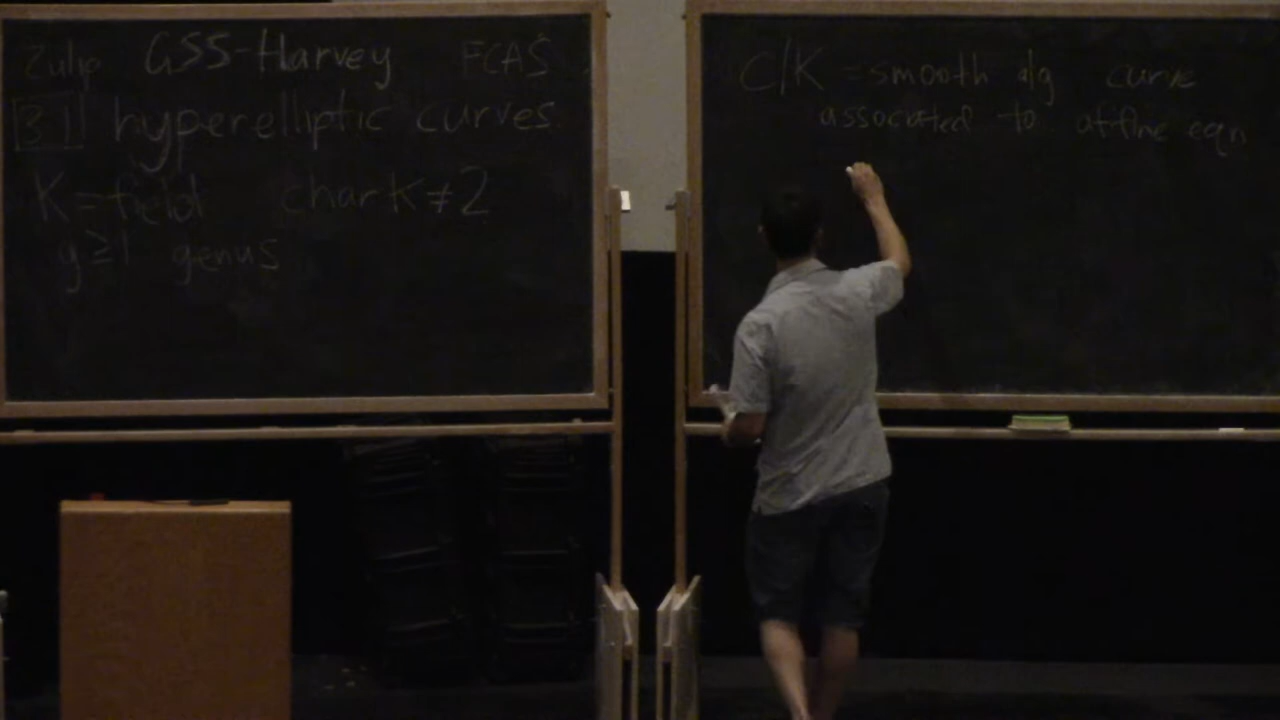 Zulip GSS-Harvey FCAS
3.1 hyperelliptic curves
K = field char K ≠ 2
g ≥ 1 genus
C/K = smooth alg curve
associated to affine eqn